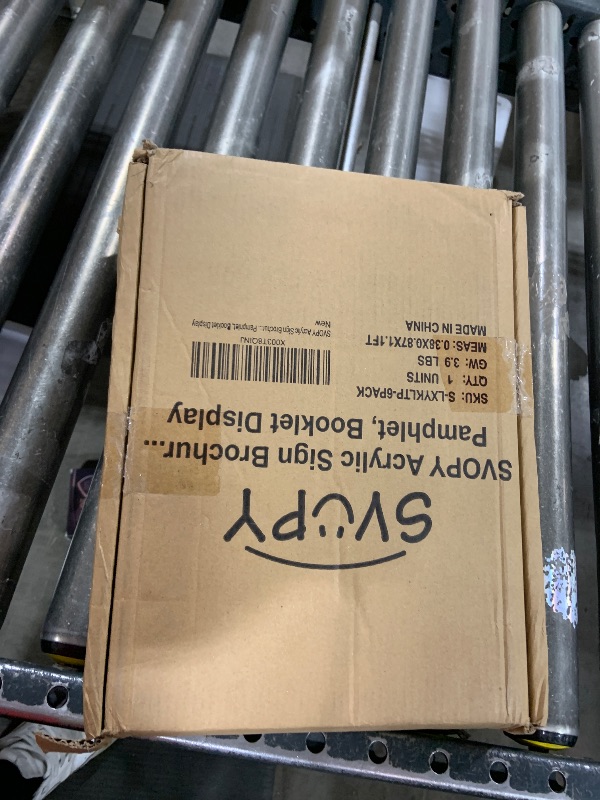 SVOPY
SVOPY Acrylic Sign Brochur...
Pamphlet, Booklet Display
SKU: S-LXYKLTP-6PACK
QTY: 1 UNITS
GW: 3.9 LBS
MEAS: 0.38X0.87X1.1FT
MADE IN CHINA
X003T8QINJ
SVOPY Acrylic Sign Brochur... Pamphlet, Booklet Display
New